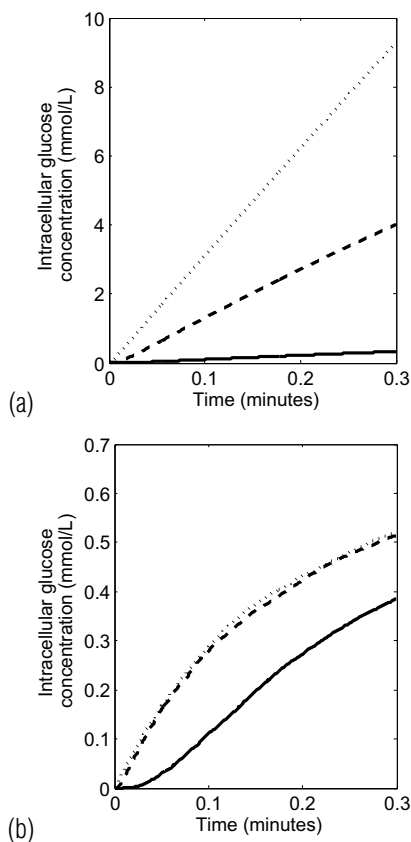 10
8
6
4
2
0
0
0.1
0.2
0.3
Intracellular glucose
concentration (mmol/L)
Time (minutes)
(a)
0.7
0.6
0.5
0.4
0.3
0.2
0.1
0
0
0.1
0.2
0.3
Intracellular glucose
concentration (mmol/L)
Time (minutes)
(b)